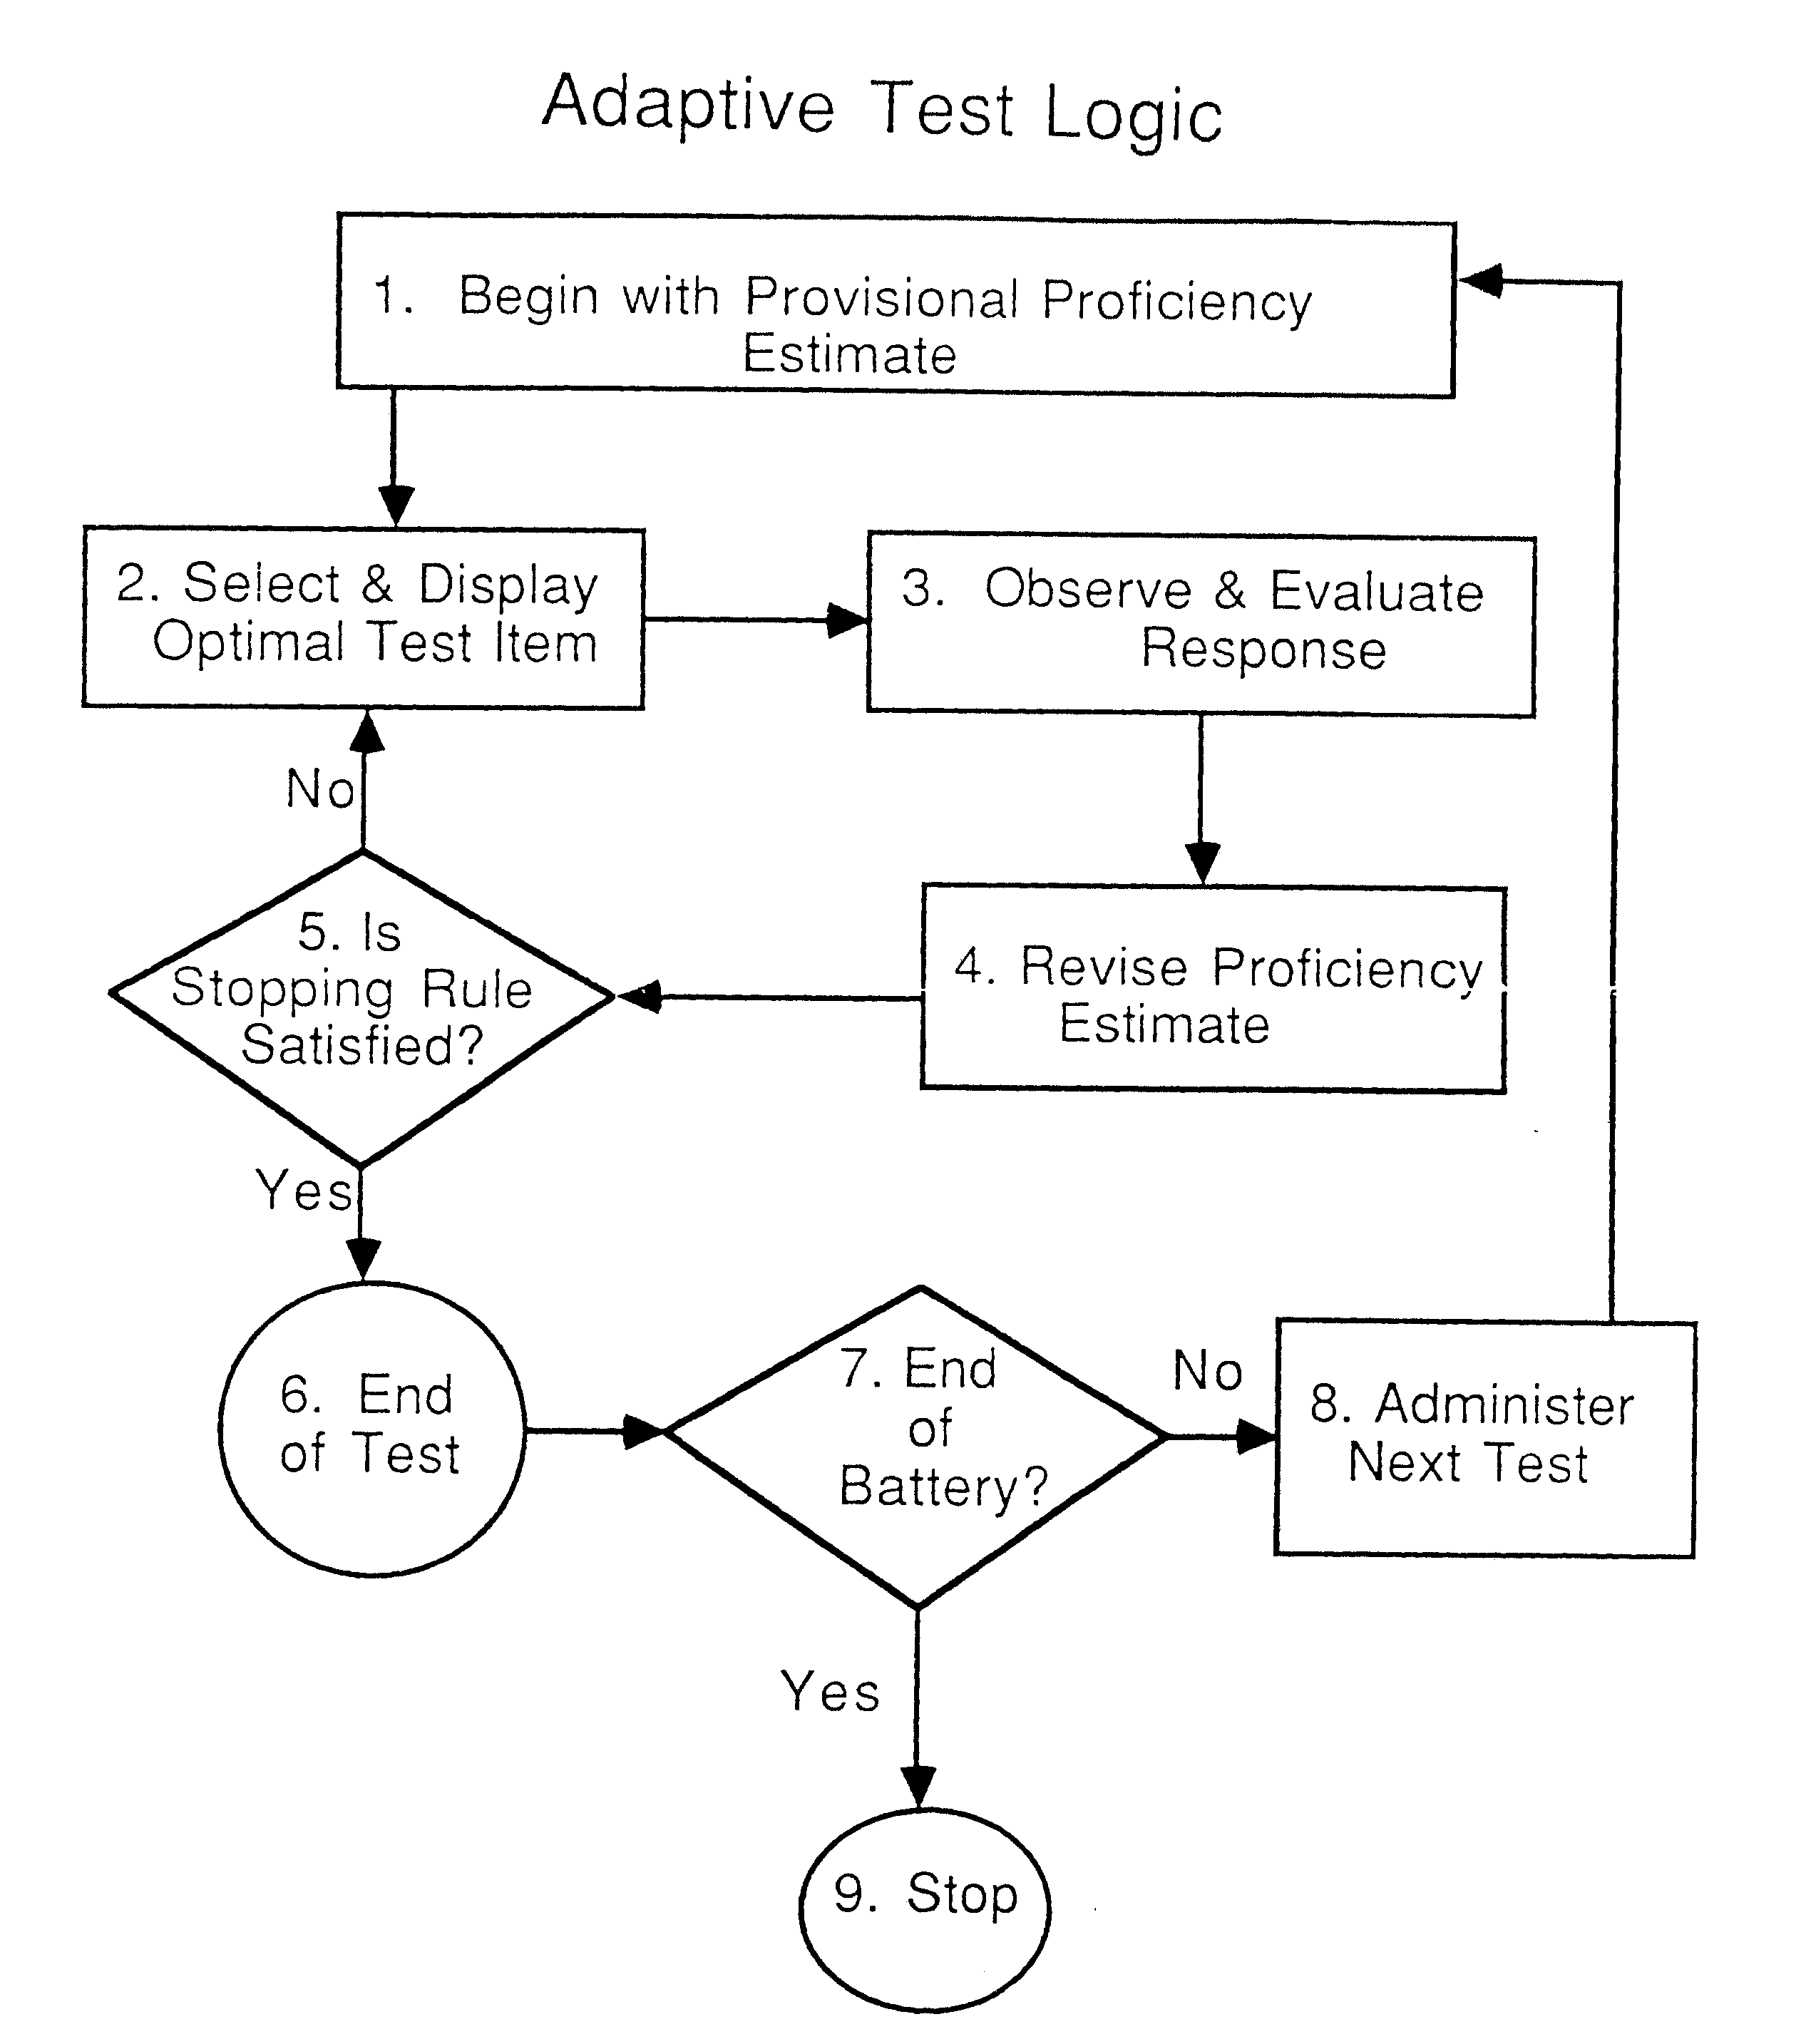 Adaptive Test Logic
1. Begin with Provisional Proficiency
Estimate
2. Select & Display
Optimal Test Item
3. Observe & Evaluate
Response
No
4. Revise Proficiency
Estimate
5. Is
Stopping Rule
Satisfied?
Yes
6. End
of Test
7. End
of
Battery?
No
8. Administer
Next Test
Yes
9. Stop